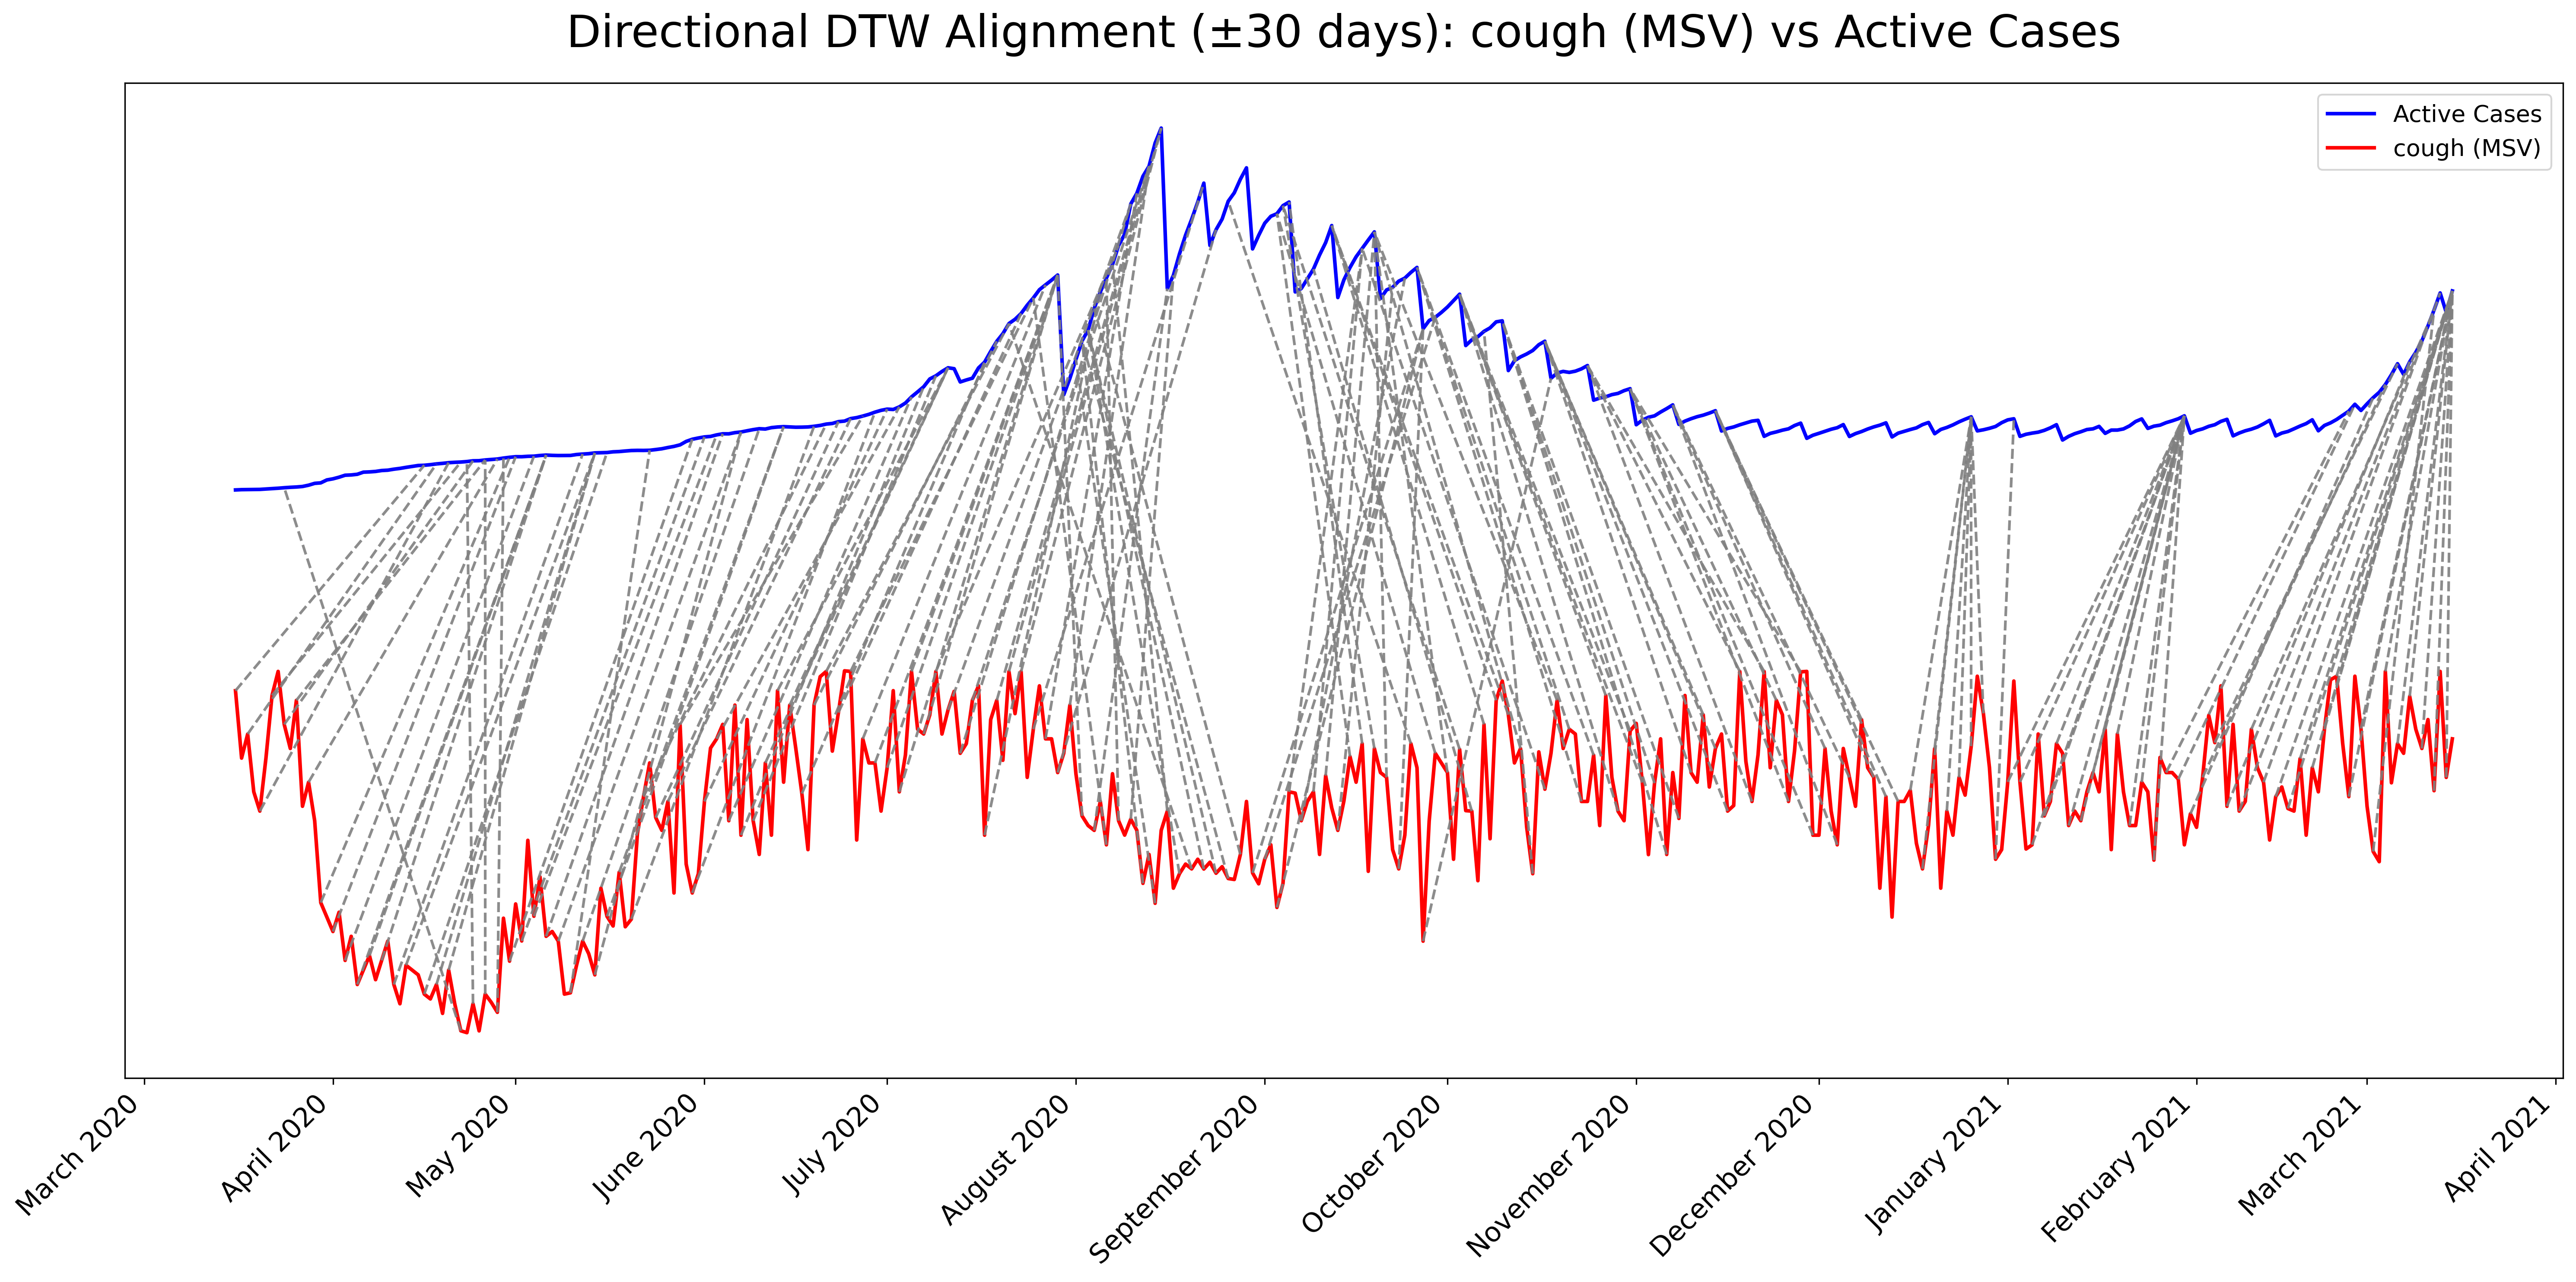 Directional DTW Alignment (±30 days): cough (MSV) vs Active Cases
Active Cases
cough (MSV)
March 2020
April 2020
May 2020
June 2020
July 2020
August 2020
September 2020
October 2020
November 2020
December 2020
January 2021
February 2021
March 2021
April 2021